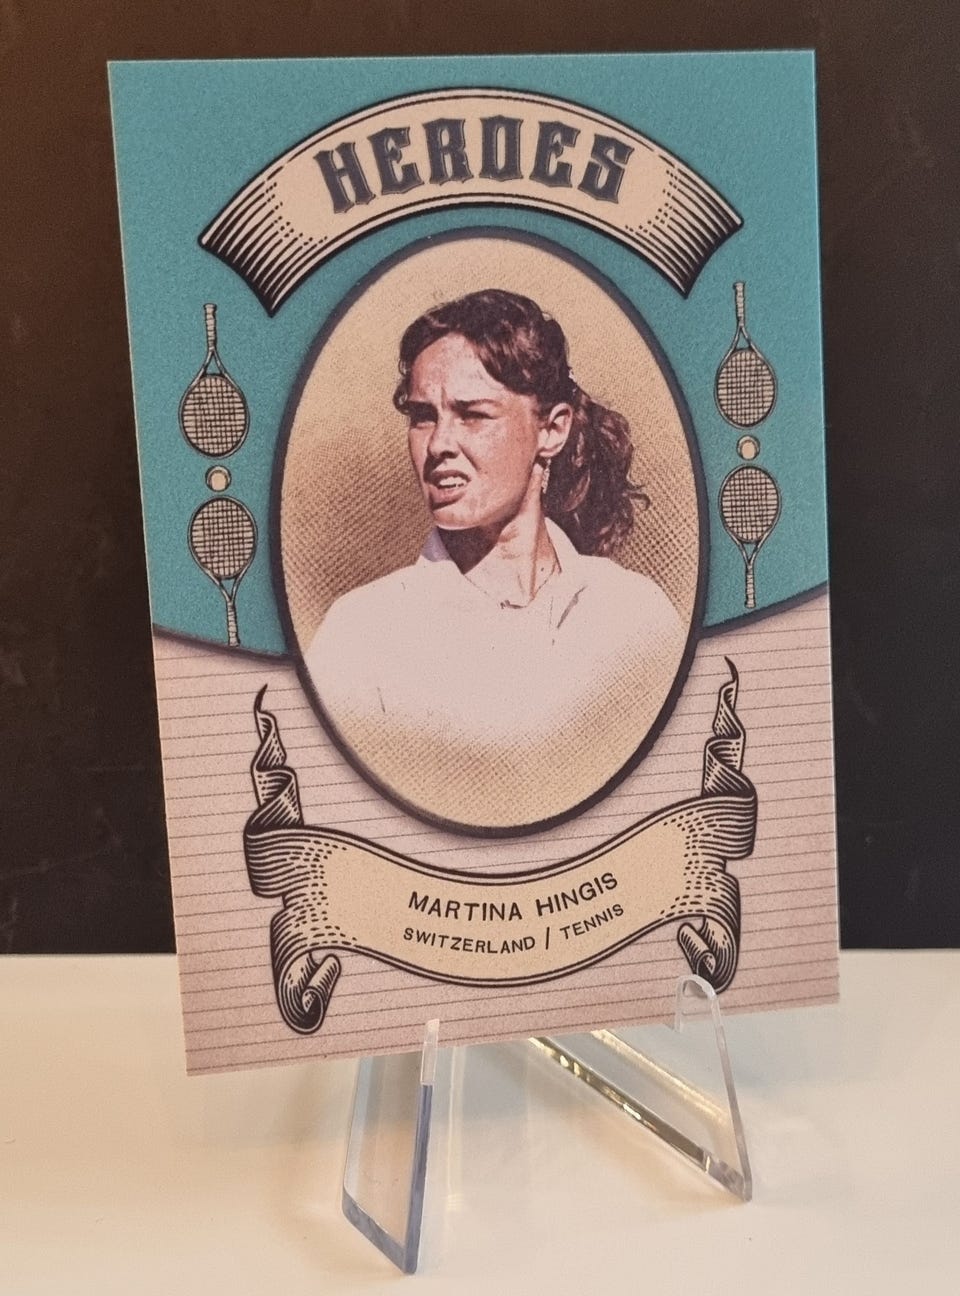 HEROES
MARTINA HINGIS
SWITZERLAND / TENNIS